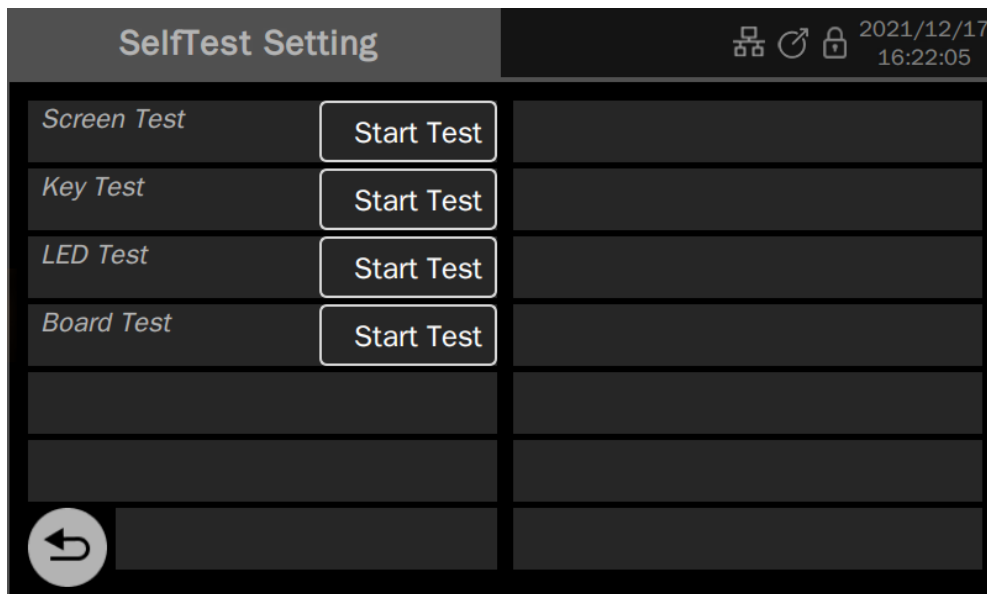 SelfTest Setting
2021/12/17
16:22:05
Screen Test
Start Test
Key Test
Start Test
LED Test
Start Test
Board Test
Start Test